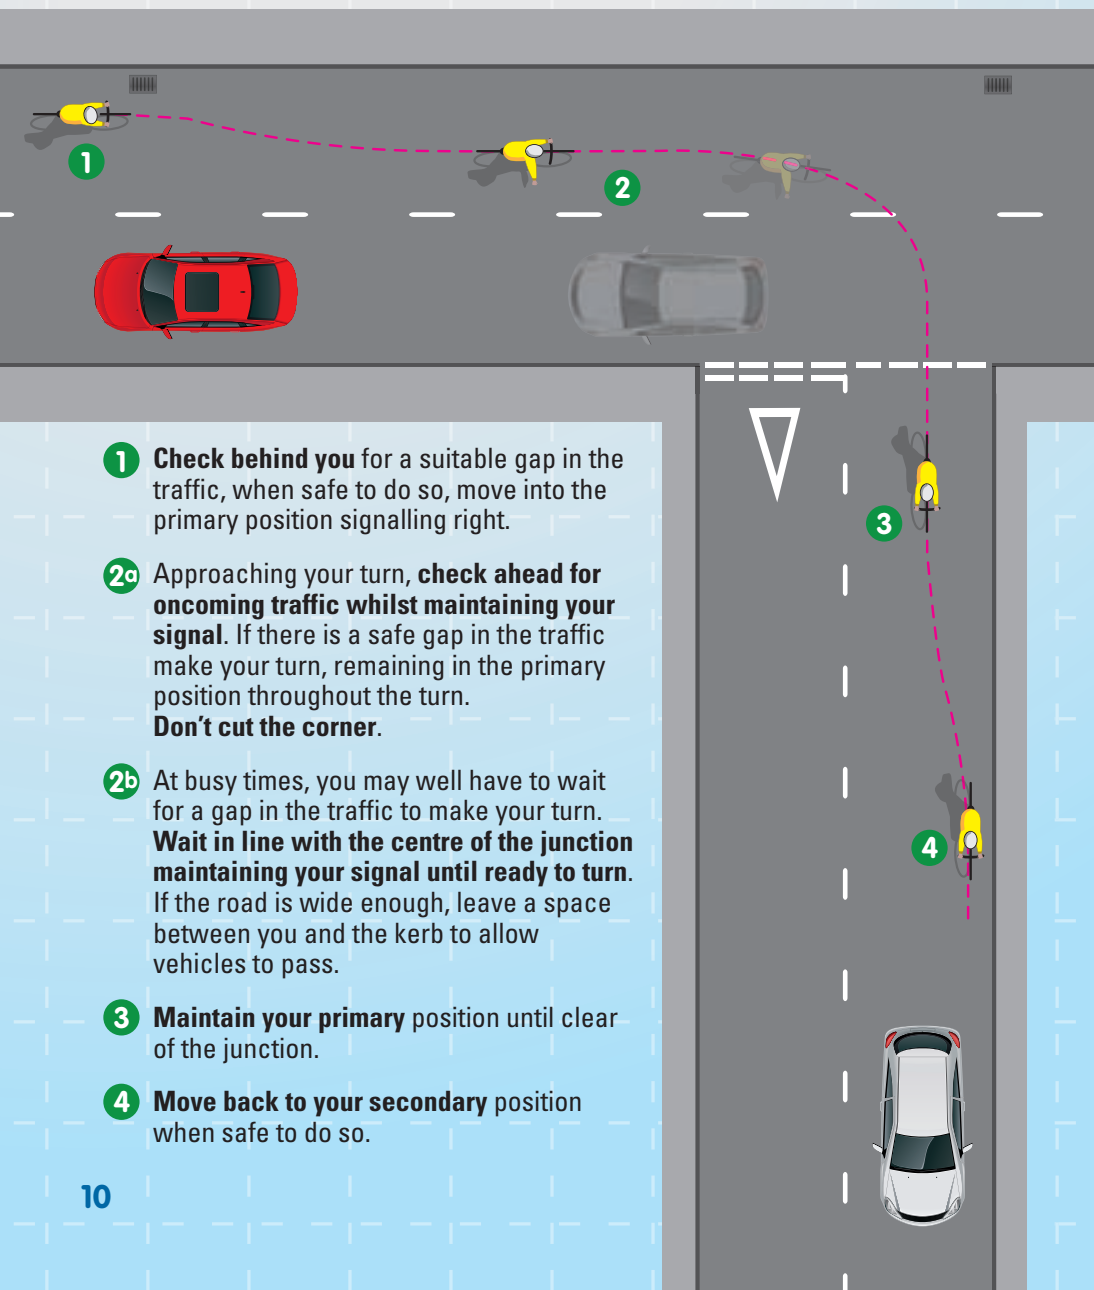 1
2
3
4
1 Check behind you for a suitable gap in the
traffic, when safe to do so, move into the
primary position signalling right.
2a Approaching your turn, check ahead for
oncoming traffic whilst maintaining your
signal. If there is a safe gap in the traffic
make your turn, remaining in the primary
position throughout the turn.
Don't cut the corner.
2b At busy times, you may well have to wait
for a gap in the traffic to make your turn.
Wait in line with the centre of the junction
maintaining your signal until ready to turn.
If the road is wide enough, leave a space
between you and the kerb to allow
vehicles to pass.
3 Maintain your primary position until clear
of the junction.
4 Move back to your secondary position
when safe to do so.
10